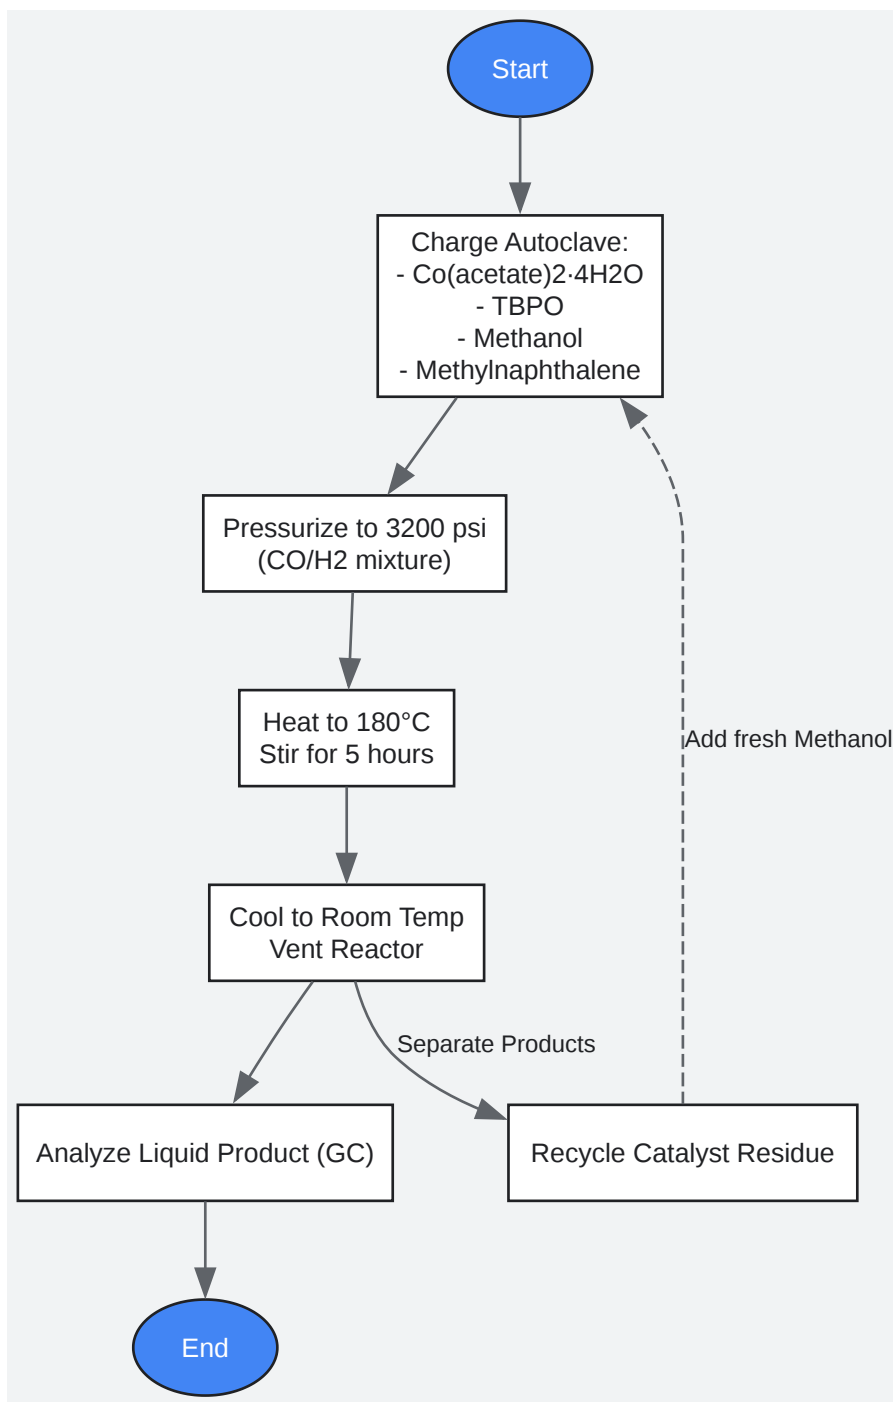 Start
Charge Autoclave:
- Co(acetate)2·4H2O
- TBPO
- Methanol
- Methylnaphthalene
Pressurize to 3200 psi
(CO/H2 mixture)
Heat to 180°C
Stir for 5 hours
Add fresh Methanol
Cool to Room Temp
Vent Reactor
Separate Products
Analyze Liquid Product (GC)
Recycle Catalyst Residue
End